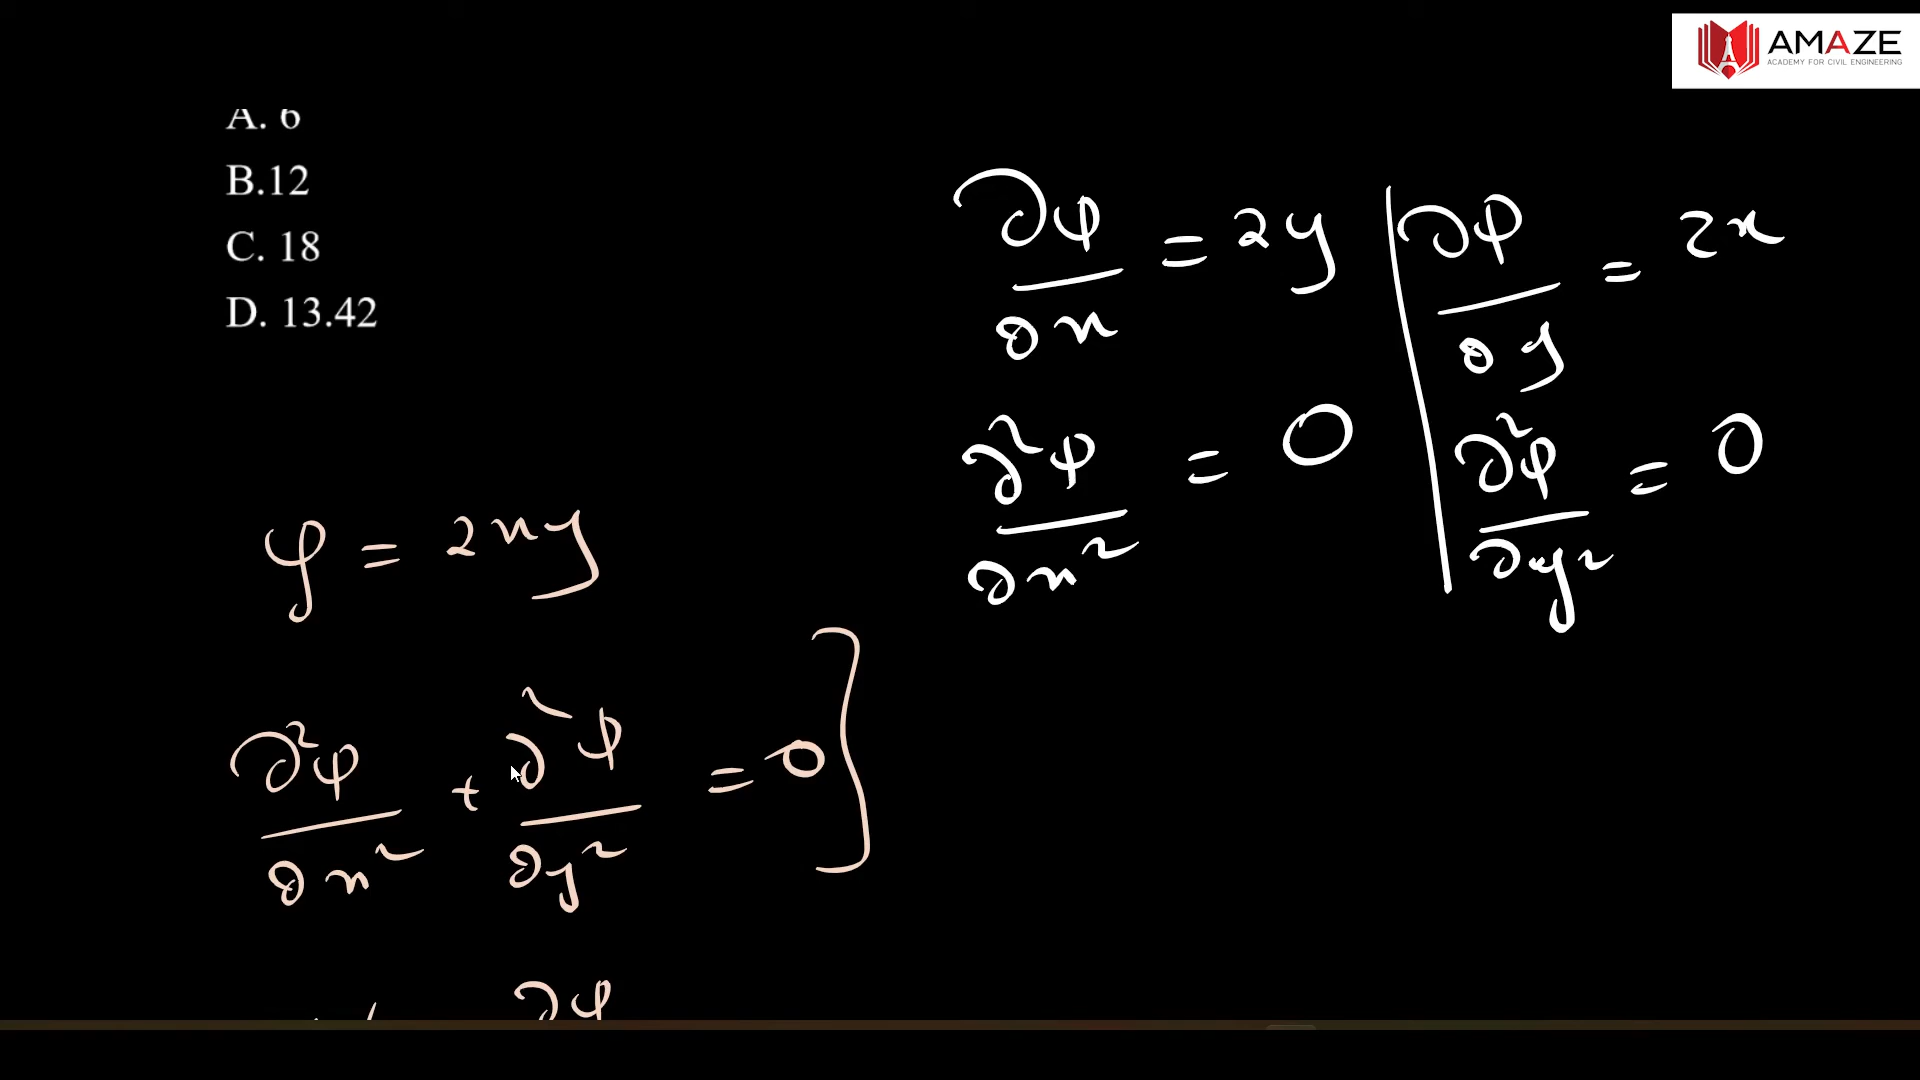 AMAZE
ACADEMY FOR CIVIL ENGINEERING
A. 6
B.12
C. 18
D. 13.42
∂φ/∂x = 2y | ∂φ/∂y = 2x
∂²φ/∂x² = 0 | ∂²φ/∂y² = 0
φ = 2xy
∂²φ/∂x² + ∂²φ/∂y² = 0 ]
∂φ